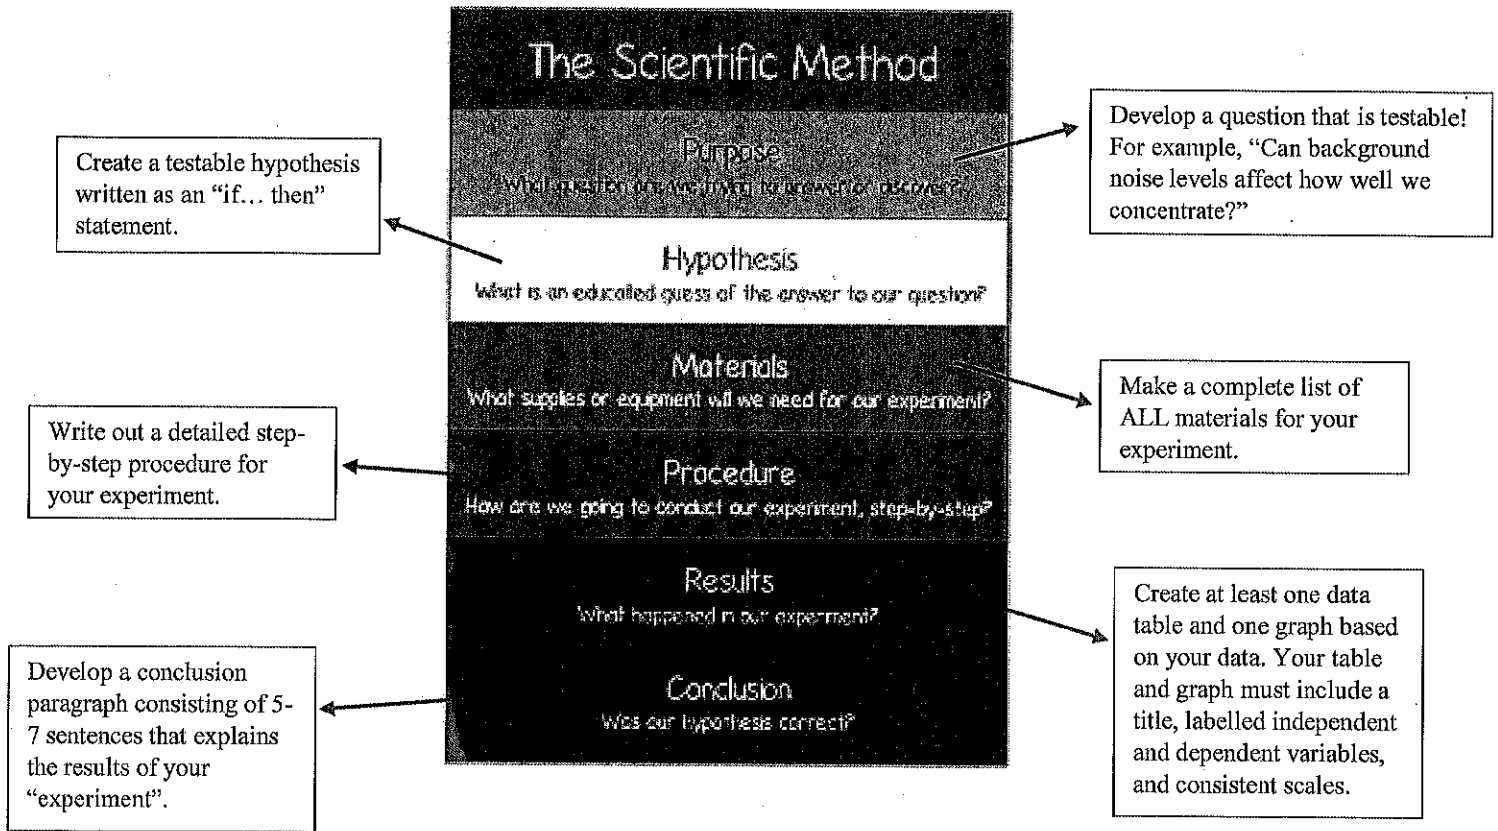 The Scientific Method
Purpose
What question are we trying to answer or discover?
Develop a question that is testable!
For example, “Can background
noise levels affect how well we
concentrate?”
Create a testable hypothesis
written as an “if... then”
statement.
Hypothesis
What is an educated guess of the answer to our question?
Materials
What supplies or equipment will we need for our experiment?
Make a complete list of
ALL materials for your
experiment.
Write out a detailed step-
by-step procedure for
your experiment.
Procedure
How are we going to conduct our experiment, step-by-step?
Results
What happened in our experiment?
Create at least one data
table and one graph based
on your data. Your table
and graph must include a
title, labelled independent
and dependent variables,
and consistent scales.
Develop a conclusion
paragraph consisting of 5-
7 sentences that explains
the results of your
“experiment”.
Conclusion
Was our hypothesis correct?